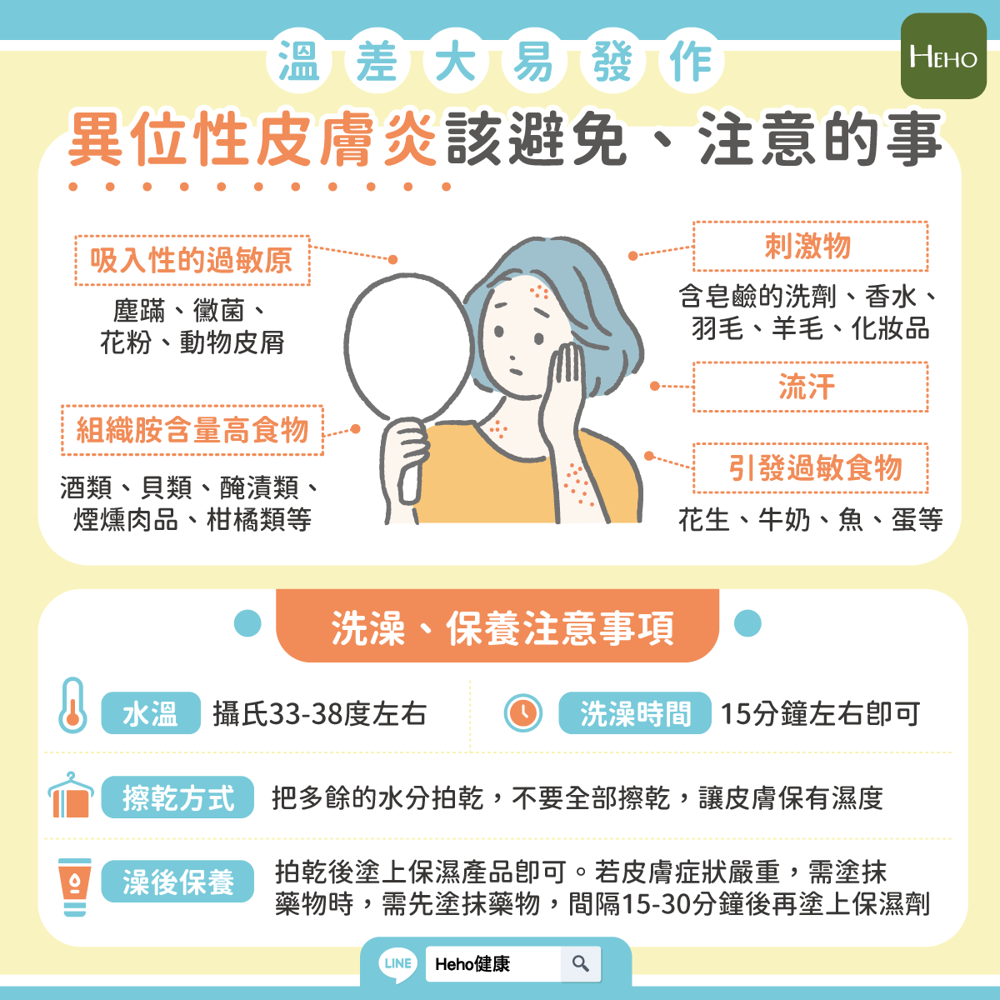 溫差大易發作
HEHO
異位性皮膚炎該避免、注意的事
吸入性的過敏原
塵蹣、黴菌、
花粉、動物皮屑
組織胺含量高食物
酒類、貝類、醃漬類、
煙燻肉品、柑橘類等
刺激物
含皂鹼的洗劑、香水、
羽毛、羊毛、化妝品
流汗
引發過敏食物
花生、牛奶、魚、蛋等
洗澡、保養注意事項
水溫 攝氏33-38度左右
洗澡時間 15分鐘左右即可
擦乾方式 把多餘的水分拍乾，不要全部擦乾，讓皮膚保有濕度
澡後保養 拍乾後塗上保濕產品即可。若皮膚症狀嚴重，需塗抹
藥物時，需先塗抹藥物，間隔15-30分鐘後再塗上保濕劑
LINE Heho健康